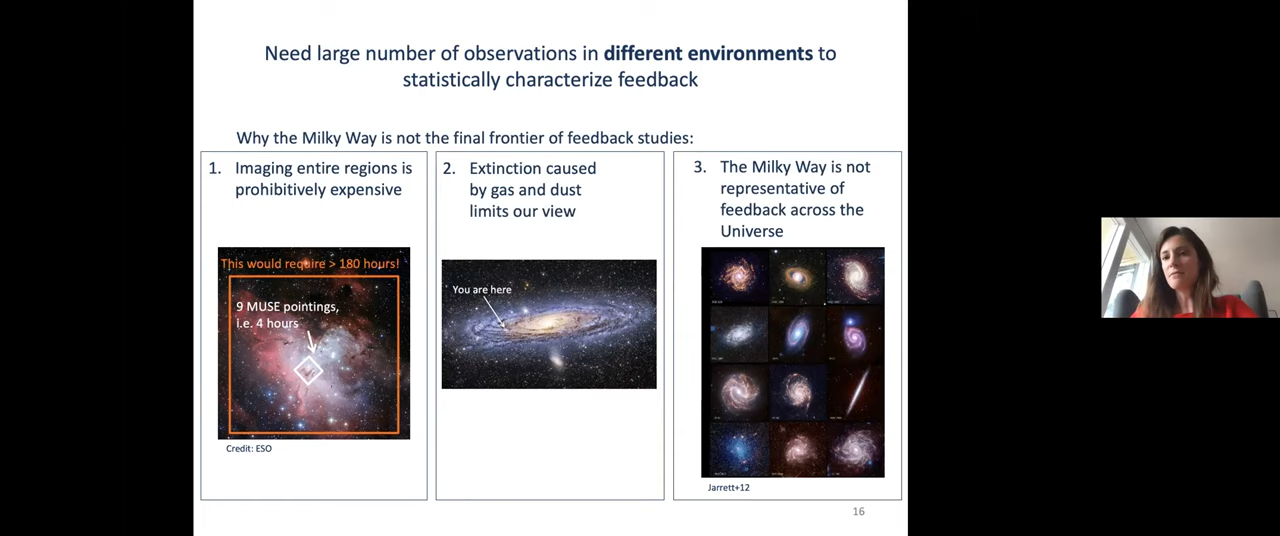 Need large number of observations in different environments to
statistically characterize feedback
Why the Milky Way is not the final frontier of feedback studies:
1. Imaging entire regions is
prohibitively expensive
This would require > 180 hours!
9 MUSE pointings,
i.e. 4 hours
Credit: ESO
2. Extinction caused
by gas and dust
limits our view
You are here
3. The Milky Way is not
representative of
feedback across the
Universe
Jarrett+12
16